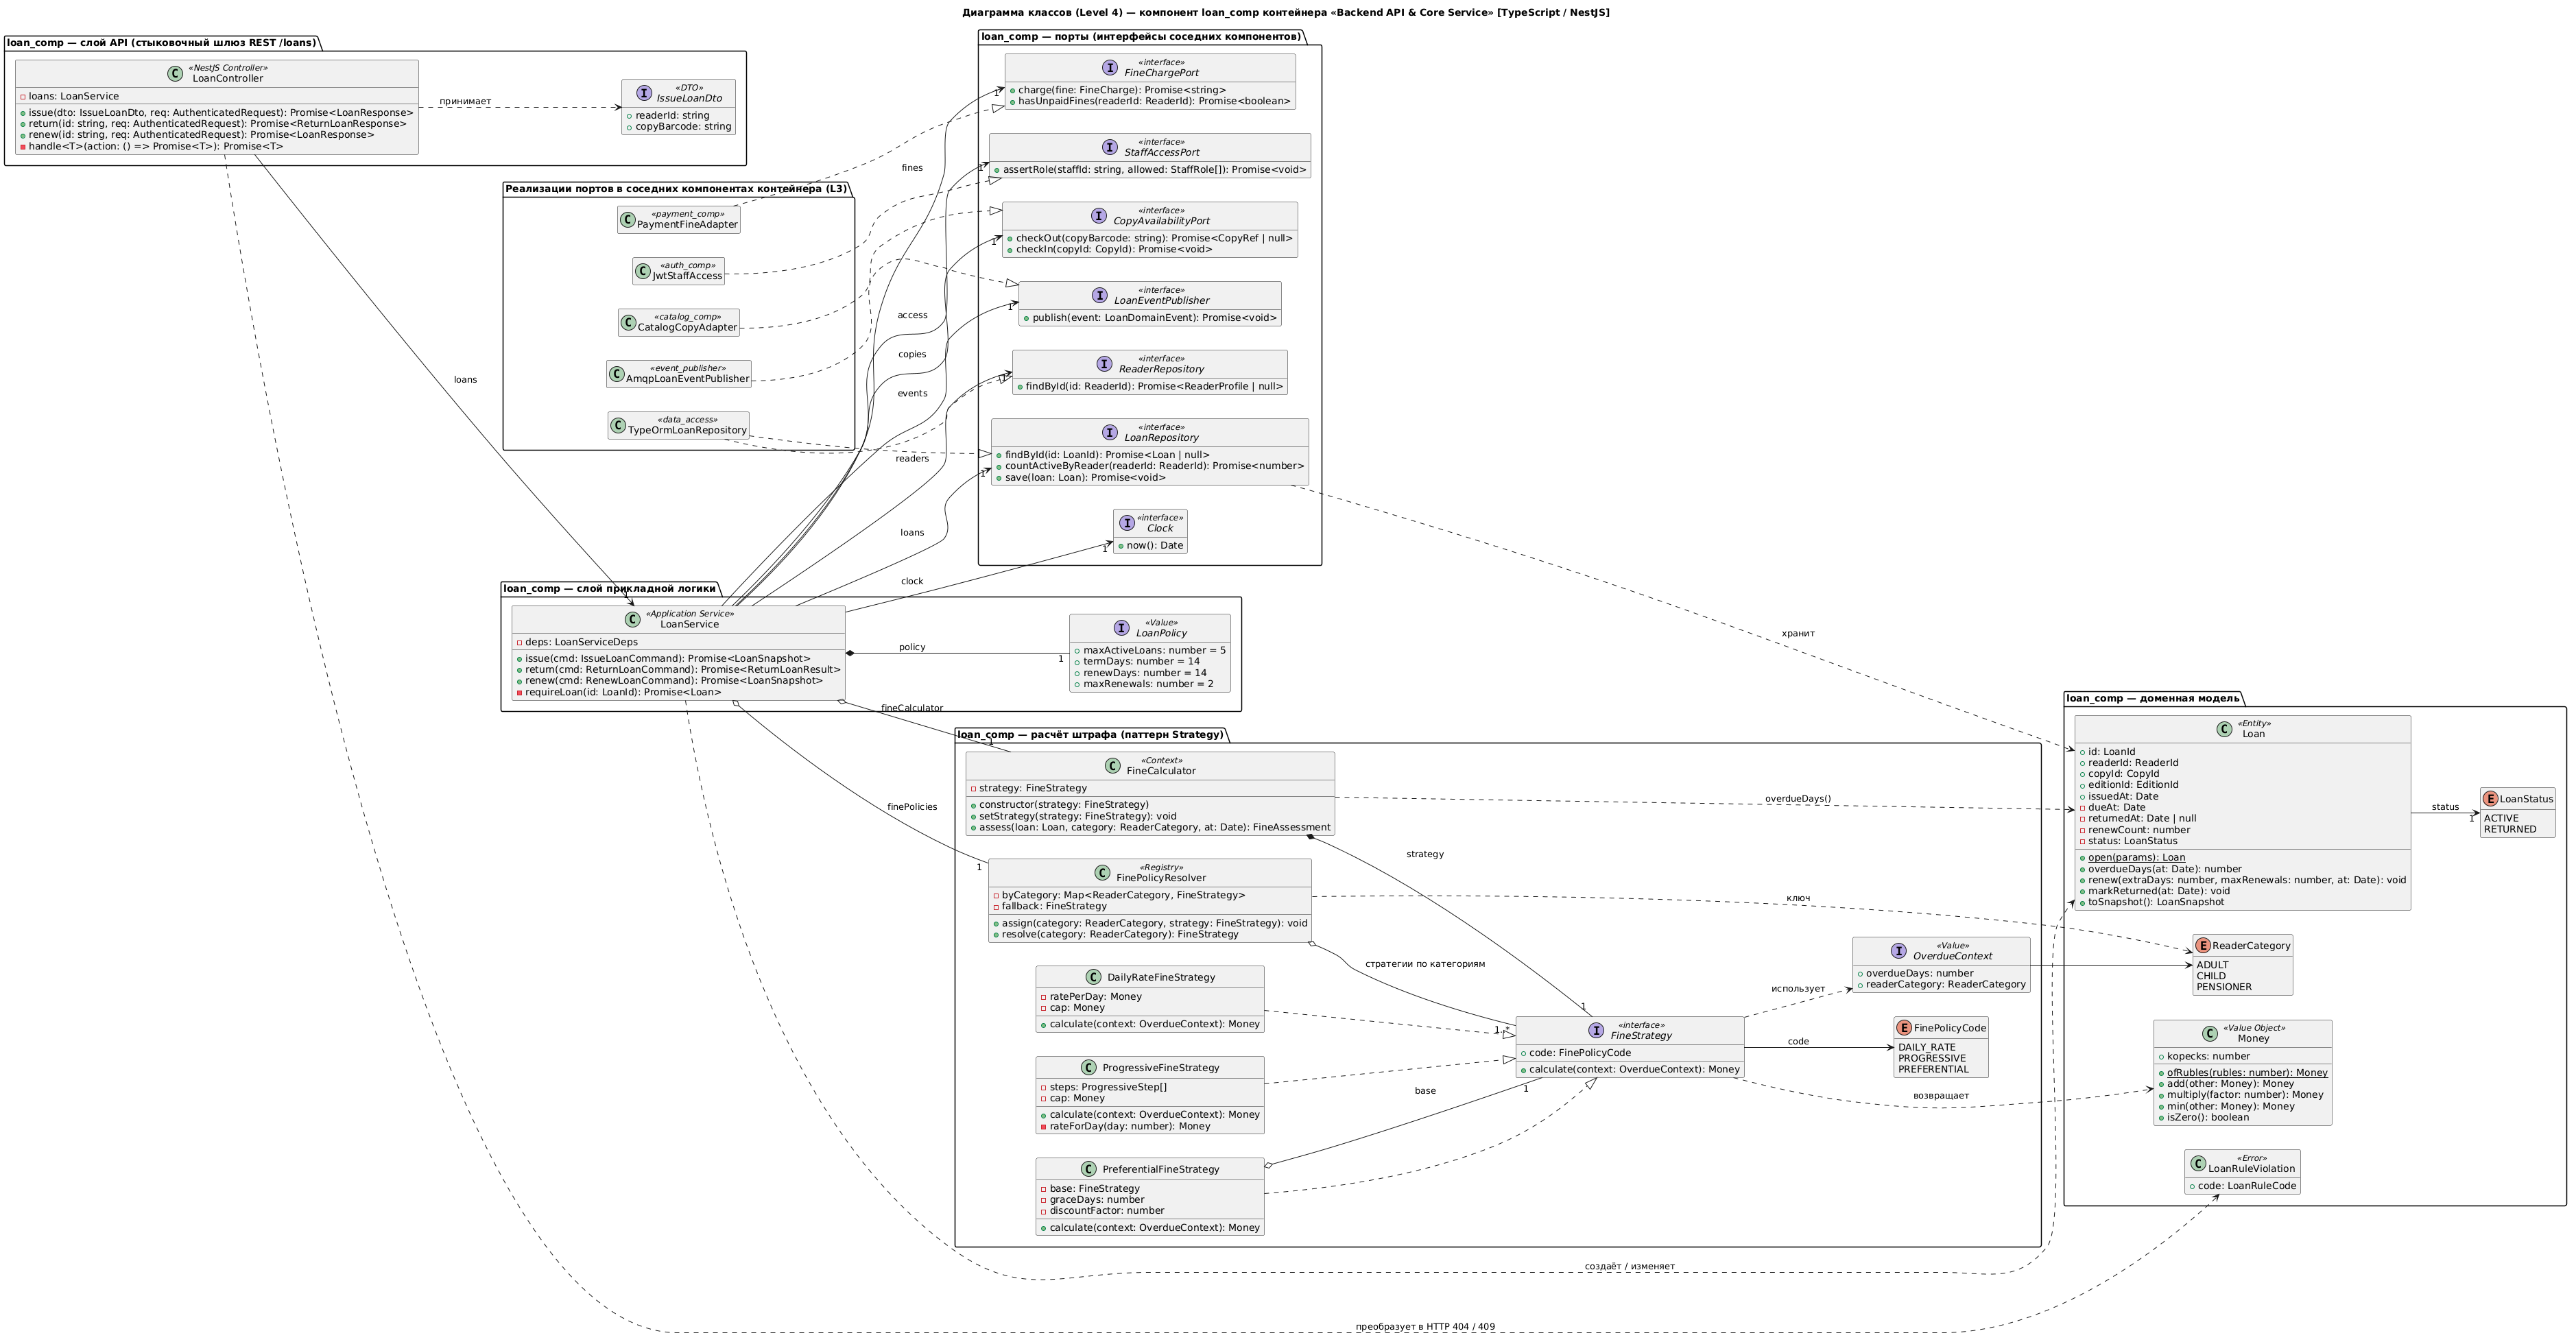 Диаграмма классов (Level 4) — компонент loan_comp контейнера «Backend API & Core Service» [TypeScript / NestJS]
loan_comp — слой API (стыковочный шлюз REST /loans)
«NestJS Controller»
LoanController
loans: LoanService
issue(dto: IssueLoanDto, req: AuthenticatedRequest): Promise<LoanResponse>
return(id: string, req: AuthenticatedRequest): Promise<ReturnLoanResponse>
renew(id: string, req: AuthenticatedRequest): Promise<LoanResponse>
handle<T>(action: () => Promise<T>): Promise<T>
принимает
«DTO»
IssueLoanDto
readerId: string
copyBarcode: string
Реализации портов в соседних компонентах контейнера (L3)
«payment_comp»
PaymentFineAdapter
«auth_comp»
JwtStaffAccess
«catalog_comp»
CatalogCopyAdapter
«event_publisher»
AmqpLoanEventPublisher
«data_access»
TypeOrmLoanRepository
loan_comp — порты (интерфейсы соседних компонентов)
«interface»
FineChargePort
charge(fine: FineCharge): Promise<string>
hasUnpaidFines(readerId: ReaderId): Promise<boolean>
1
«interface»
StaffAccessPort
assertRole(staffId: string, allowed: StaffRole[]): Promise<void>
1
«interface»
CopyAvailabilityPort
checkOut(copyBarcode: string): Promise<CopyRef | null>
checkIn(copyId: CopyId): Promise<void>
1
«interface»
LoanEventPublisher
publish(event: LoanDomainEvent): Promise<void>
1
«interface»
ReaderRepository
findById(id: ReaderId): Promise<ReaderProfile | null>
1
«interface»
LoanRepository
findById(id: LoanId): Promise<Loan | null>
countActiveByReader(readerId: ReaderId): Promise<number>
save(loan: Loan): Promise<void>
1
«interface»
Clock
now(): Date
1
fines
access
copies
events
readers
loans
clock
loans
хранит
loan_comp — слой прикладной логики
«Application Service»
LoanService
deps: LoanServiceDeps
issue(cmd: IssueLoanCommand): Promise<LoanSnapshot>
return(cmd: ReturnLoanCommand): Promise<ReturnLoanResult>
renew(cmd: RenewLoanCommand): Promise<LoanSnapshot>
requireLoan(id: LoanId): Promise<Loan>
policy
1
«Value»
LoanPolicy
maxActiveLoans: number = 5
termDays: number = 14
renewDays: number = 14
maxRenewals: number = 2
fineCalculator
1
finePolicies
1
loan_comp — расчёт штрафа (паттерн Strategy)
«Context»
FineCalculator
strategy: FineStrategy
constructor(strategy: FineStrategy)
setStrategy(strategy: FineStrategy): void
assess(loan: Loan, category: ReaderCategory, at: Date): FineAssessment
overdueDays()
strategy
1
«Registry»
FinePolicyResolver
byCategory: Map<ReaderCategory, FineStrategy>
fallback: FineStrategy
assign(category: ReaderCategory, strategy: FineStrategy): void
resolve(category: ReaderCategory): FineStrategy
ключ
стратегии по категориям
1..*
DailyRateFineStrategy
ratePerDay: Money
cap: Money
calculate(context: OverdueContext): Money
ProgressiveFineStrategy
steps: ProgressiveStep[]
cap: Money
calculate(context: OverdueContext): Money
rateForDay(day: number): Money
PreferentialFineStrategy
base: FineStrategy
graceDays: number
discountFactor: number
calculate(context: OverdueContext): Money
base
1
«interface»
FineStrategy
code: FinePolicyCode
calculate(context: OverdueContext): Money
использует
code
возвращает
«Value»
OverdueContext
overdueDays: number
readerCategory: ReaderCategory
FinePolicyCode
DAILY_RATE
PROGRESSIVE
PREFERENTIAL
loan_comp — доменная модель
«Entity»
Loan
id: LoanId
readerId: ReaderId
copyId: CopyId
editionId: EditionId
issuedAt: Date
dueAt: Date
returnedAt: Date | null
renewCount: number
status: LoanStatus
open(params): Loan
overdueDays(at: Date): number
renew(extraDays: number, maxRenewals: number, at: Date): void
markReturned(at: Date): void
toSnapshot(): LoanSnapshot
status
1
LoanStatus
ACTIVE
RETURNED
ReaderCategory
ADULT
CHILD
PENSIONER
«Value Object»
Money
kopecks: number
ofRubles(rubles: number): Money
add(other: Money): Money
multiply(factor: number): Money
min(other: Money): Money
isZero(): boolean
«Error»
LoanRuleViolation
code: LoanRuleCode
создаёт / изменяет
преобразует в HTTP 404 / 409